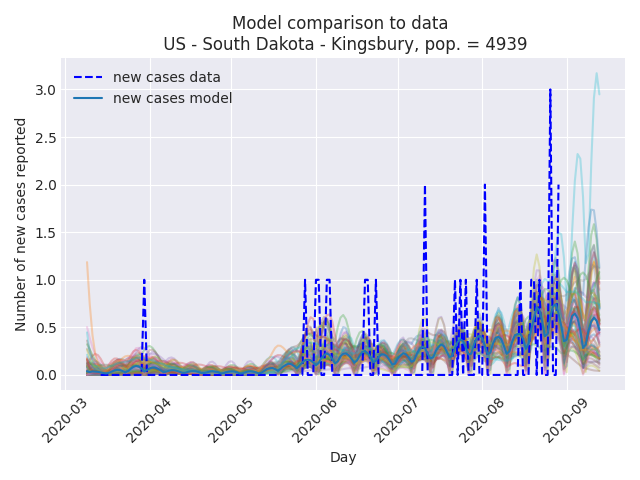 Model comparison to data
US - South Dakota - Kingsbury, pop. = 4939
new cases data
new cases model
Number of new cases reported
3.0
2.5
2.0
1.5
1.0
0.5
0.0
2020-03
2020-04
2020-05
2020-06
2020-07
2020-08
2020-09
Day